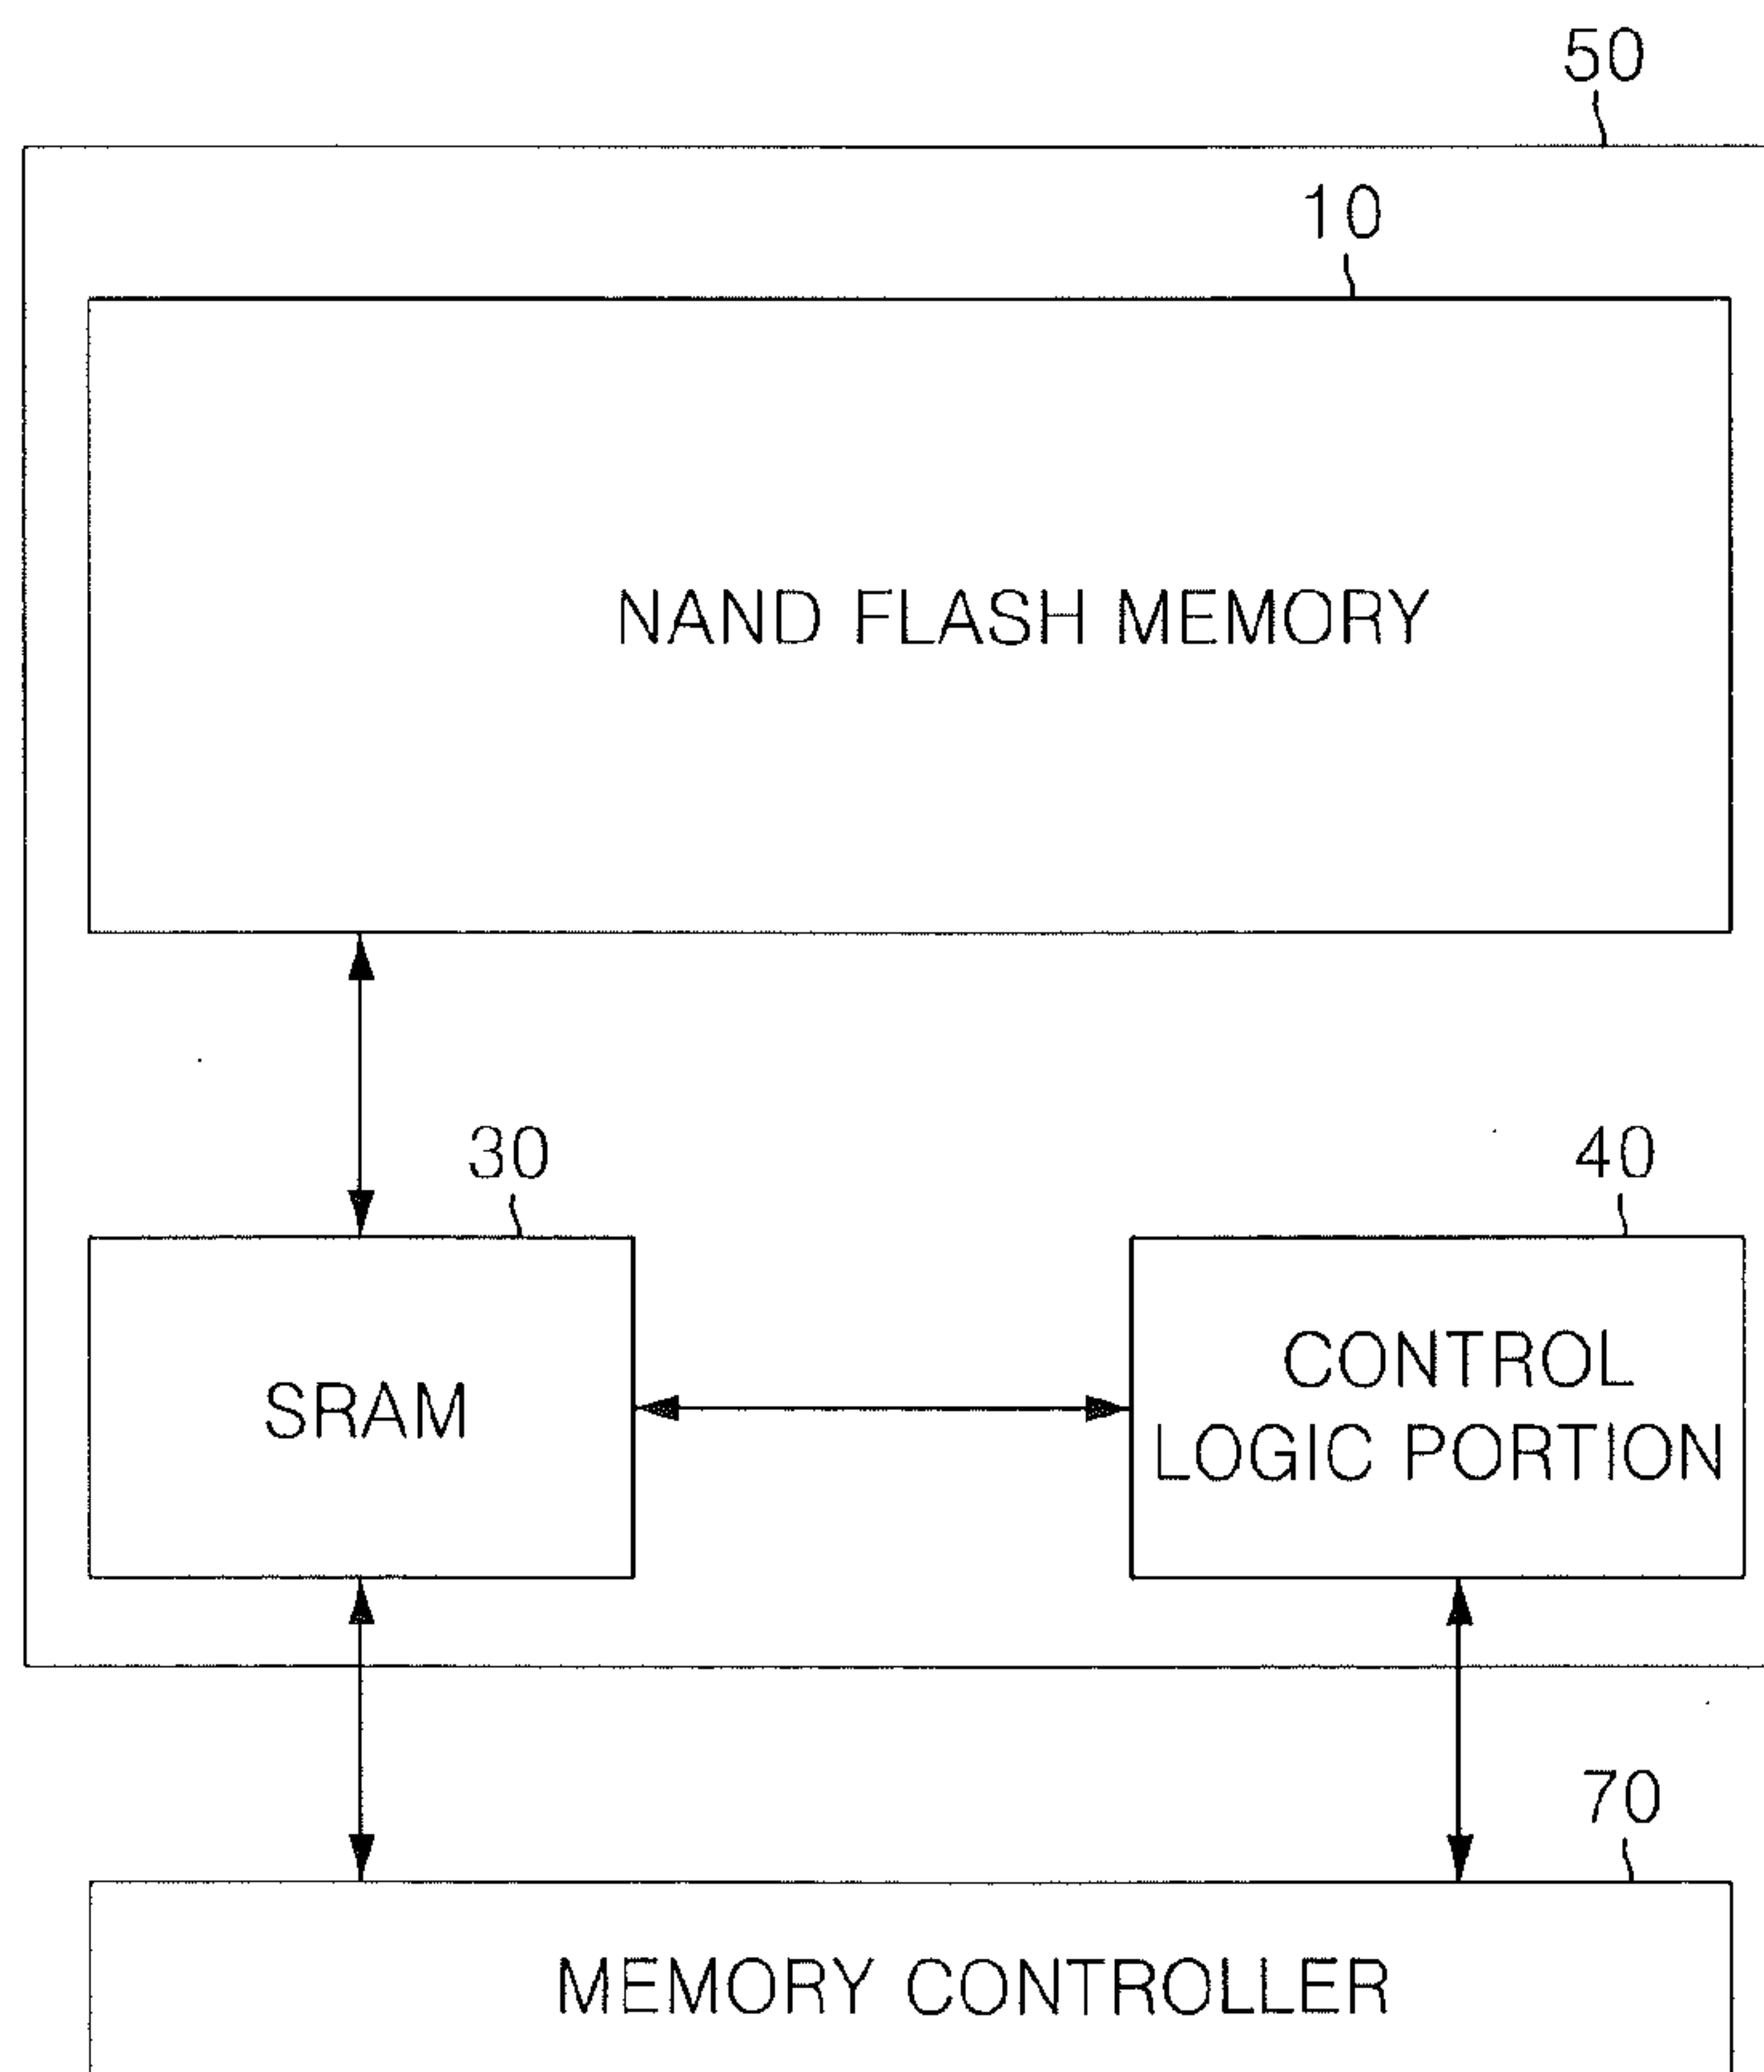 50
10
NAND FLASH MEMORY
30
40
SRAM
CONTROL
LOGIC PORTION
70
MEMORY CONTROLLER